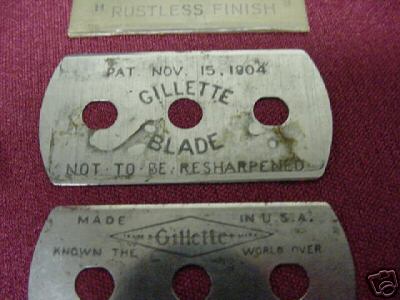 " RUSTLESS FINISH "
PAT. NOV. 15, 1904
GILLETTE
BLADE
NOT TO BE RESHARPENED
MADE IN U.S.A.
Gillette
KNOWN THE WORLD OVER